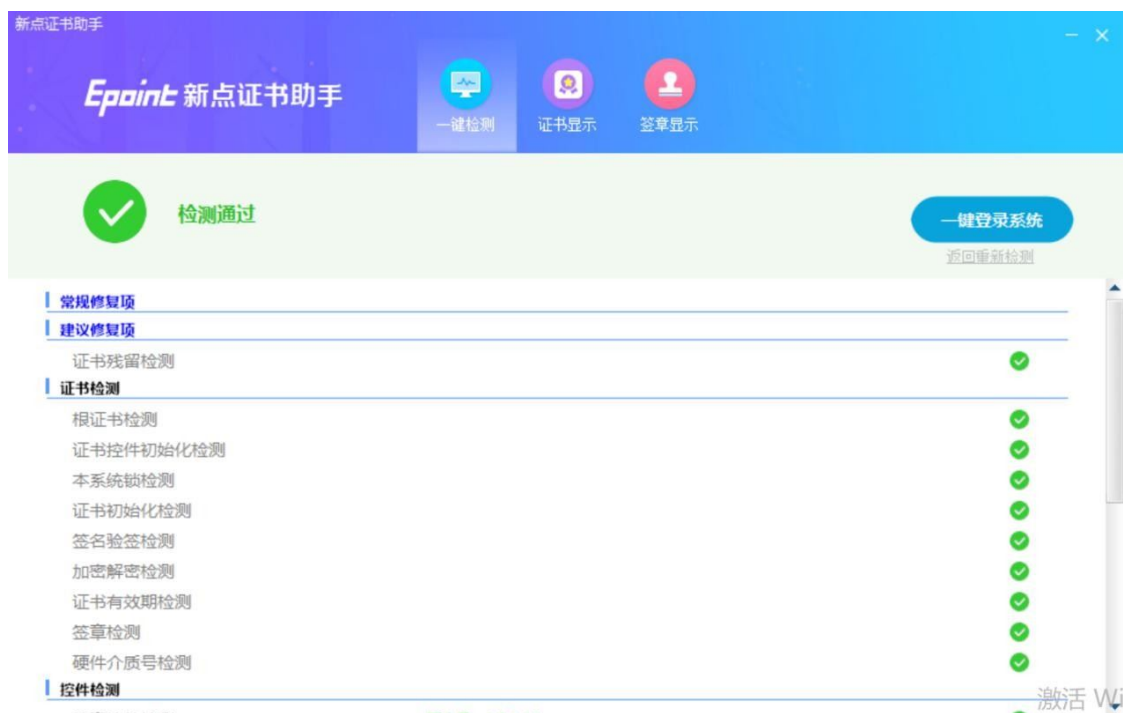 新点证书助手
Epoint 新点证书助手
一键检测
证书显示
签章显示
检测通过
一键登录系统
返回重新检测
常规修复项
建议修复项
证书残留检测
证书检测
根证书检测
证书控件初始化检测
本系统锁检测
证书初始化检测
签名验签检测
加密解密检测
证书有效期检测
签章检测
硬件介质号检测
控件检测
激活 Wi